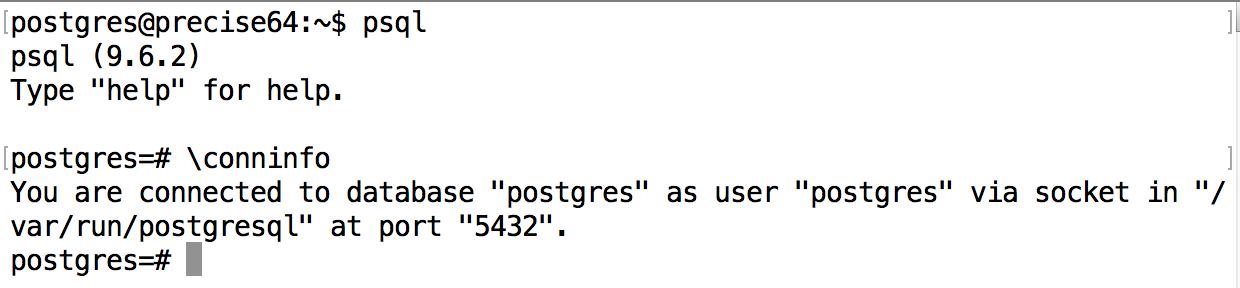 [postgres@precise64:~$ psql ]
psql (9.6.2)
Type "help" for help.
[postgres=# \conninfo ]
You are connected to database "postgres" as user "postgres" via socket in "/
var/run/postgresql" at port "5432".
postgres=#